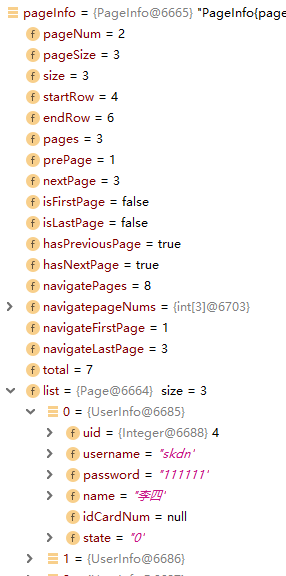 pageInfo = {PageInfo@6665} "PageInfo{page
f pageNum = 2
f pageSize = 3
f size = 3
f startRow = 4
f endRow = 6
f pages = 3
f prePage = 1
f nextPage = 3
f isFirstPage = false
f isLastPage = false
f hasPreviousPage = true
f hasNextPage = true
f navigatePages = 8
f navigatepageNums = {int[3]@6703}
f navigateFirstPage = 1
f navigateLastPage = 3
f total = 7
f list = {Page@6664} size = 3
0 = {UserInfo@6685}
f uid = {Integer@6688} 4
f username = "skdn"
f password = "111111"
f name = "李四"
f idCardNum = null
f state = "0"
1 = {UserInfo@6686}